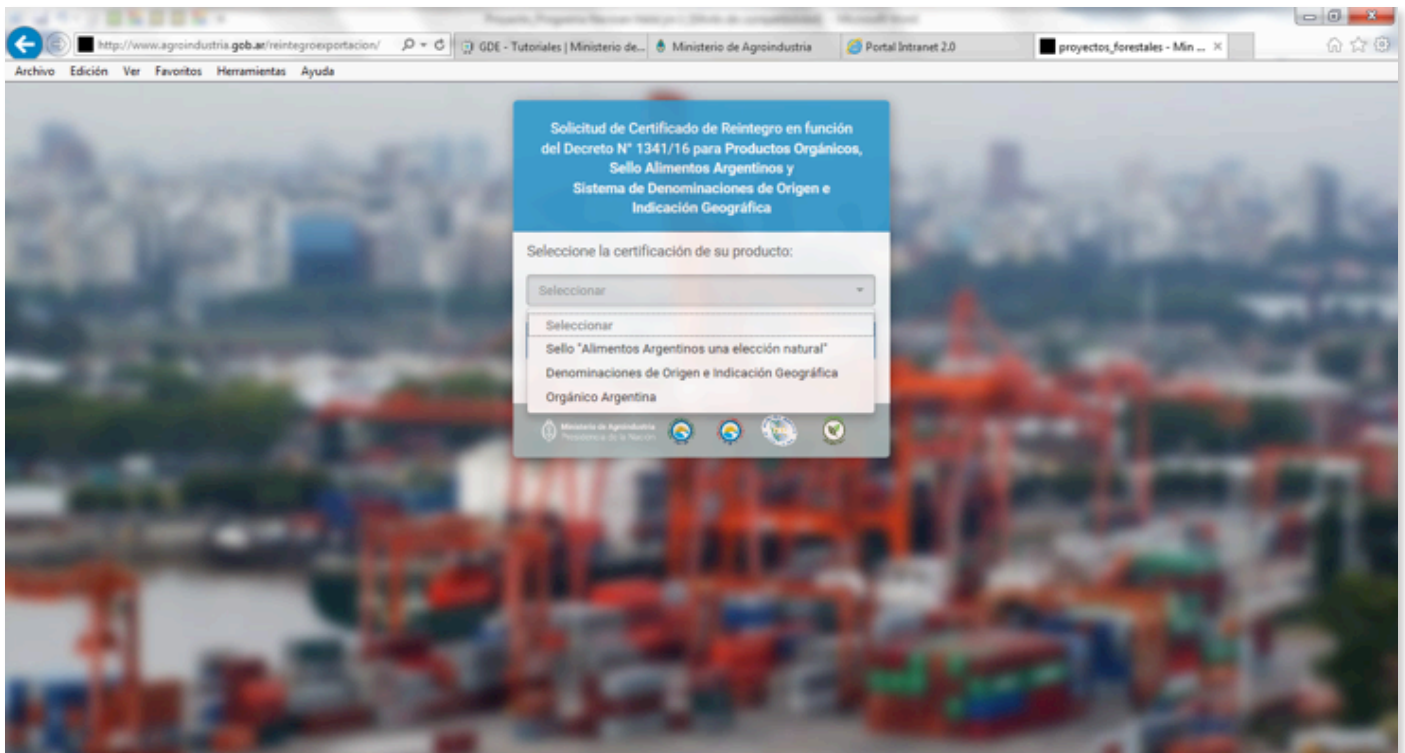 Proyecto_Programa Nacional
http://www.agroindustria.gob.ar/reintegroexportacion/
GDE - Tutoriales | Ministerio de...
Ministerio de Agroindustria
Portal Intranet 2.0
proyectos_forestales - Min ...
Archivo Edición Ver Favoritos Herramientas Ayuda
Solicitud de Certificado de Reintegro en función
del Decreto N° 1341/16 para Productos Orgánicos,
Sello Alimentos Argentinos y
Sistema de Denominaciones de Origen e
Indicación Geográfica
Seleccione la certificación de su producto:
Seleccionar
Seleccionar
Sello "Alimentos Argentinos una elección natural"
Denominaciones de Origen e Indicación Geográfica
Orgánico Argentina
Ministerio de Agroindustria
Presidencia de la Nación